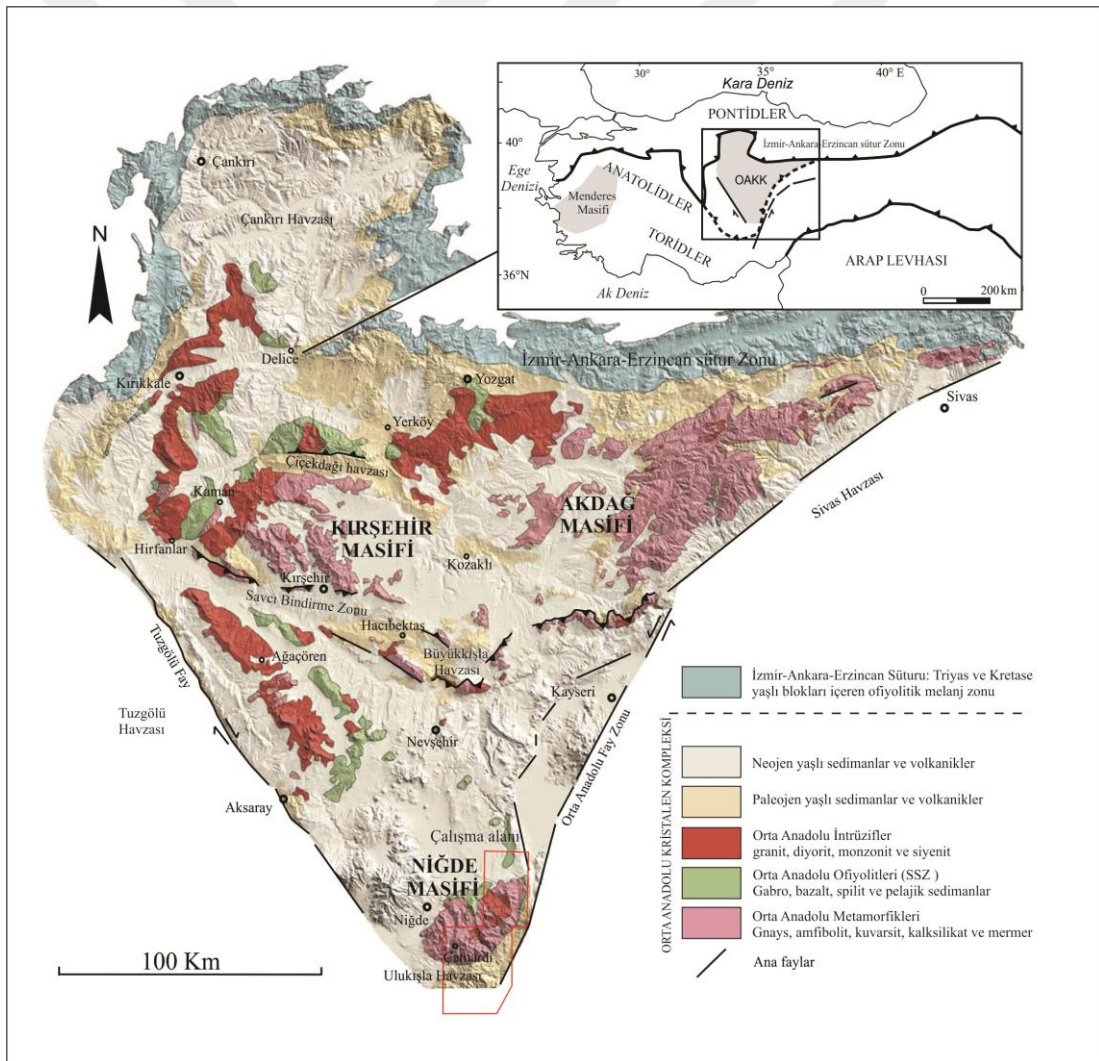 30°
35°
40° E
Kara Deniz
PONTİDLER
40°
İzmir-Ankara-Erzincan sütur Zonu
Ege
Denizi
ANATOLİDLER
OAKK
Menderes
Masifi
TORİDLER
ARAP LEVHASI
36°N
Ak Deniz
0
200 km
Çankırı
Çankırı Havzası
N
Delice
İzmir-Ankara-Erzincan sütur Zonu
Kırıkkale
Yozgat
Sivas
Yerköy
Çiçekdağı havzası
Sivas Havzası
Kaman
KIRŞEHİR
MASİFİ
AKDAĞ
MASİFİ
Hirfanlar
Kozaklı
Kırşehir
Savcı Bindirme Zonu
Hacıbektaş
Büyükkışla
Havzası
Tuzgölü Fay
Ağaçören
Kayseri
Tuzgölü
Havzası
Nevşehir
Orta Anadolu Fay Zonu
Aksaray
Çalışma alanı
NİĞDE
MASİFİ
Niğde
Çamardı
Ulukışla Havzası
100 Km
İzmir-Ankara-Erzincan Süturu: Triyas ve Kretase
yaşlı blokları içeren ofiyolitik melanj zonu
ORTA ANADOLU KRİSTALEN KOMPLEKSİ
Neojen yaşlı sedimanlar ve volkanikler
Paleojen yaşlı sedimanlar ve volkanikler
Orta Anadolu İntrüzifler
granit, diyorit, monzonit ve siyenit
Orta Anadolu Ofiyolitleri (SSZ )
Gabro, bazalt, spilit ve pelajik sedimanlar
Orta Anadolu Metamorfikleri
Gnays, amfibolit, kuvarsit, kalksilikat ve mermer
Ana faylar